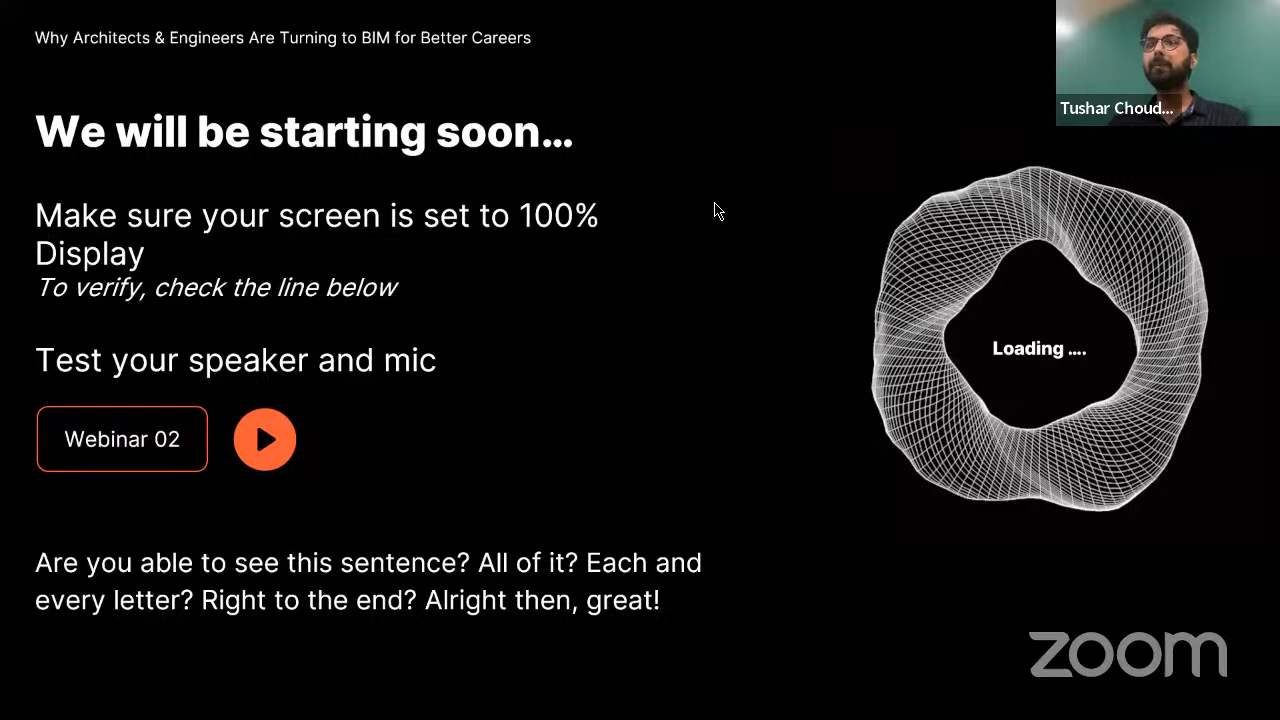 Why Architects & Engineers Are Turning to BIM for Better Careers
Tushar Choud...
We will be starting soon...
Make sure your screen is set to 100%
Display
To verify, check the line below
Test your speaker and mic
Webinar 02
Loading ....
Are you able to see this sentence? All of it? Each and
every letter? Right to the end? Alright then, great!
zoom